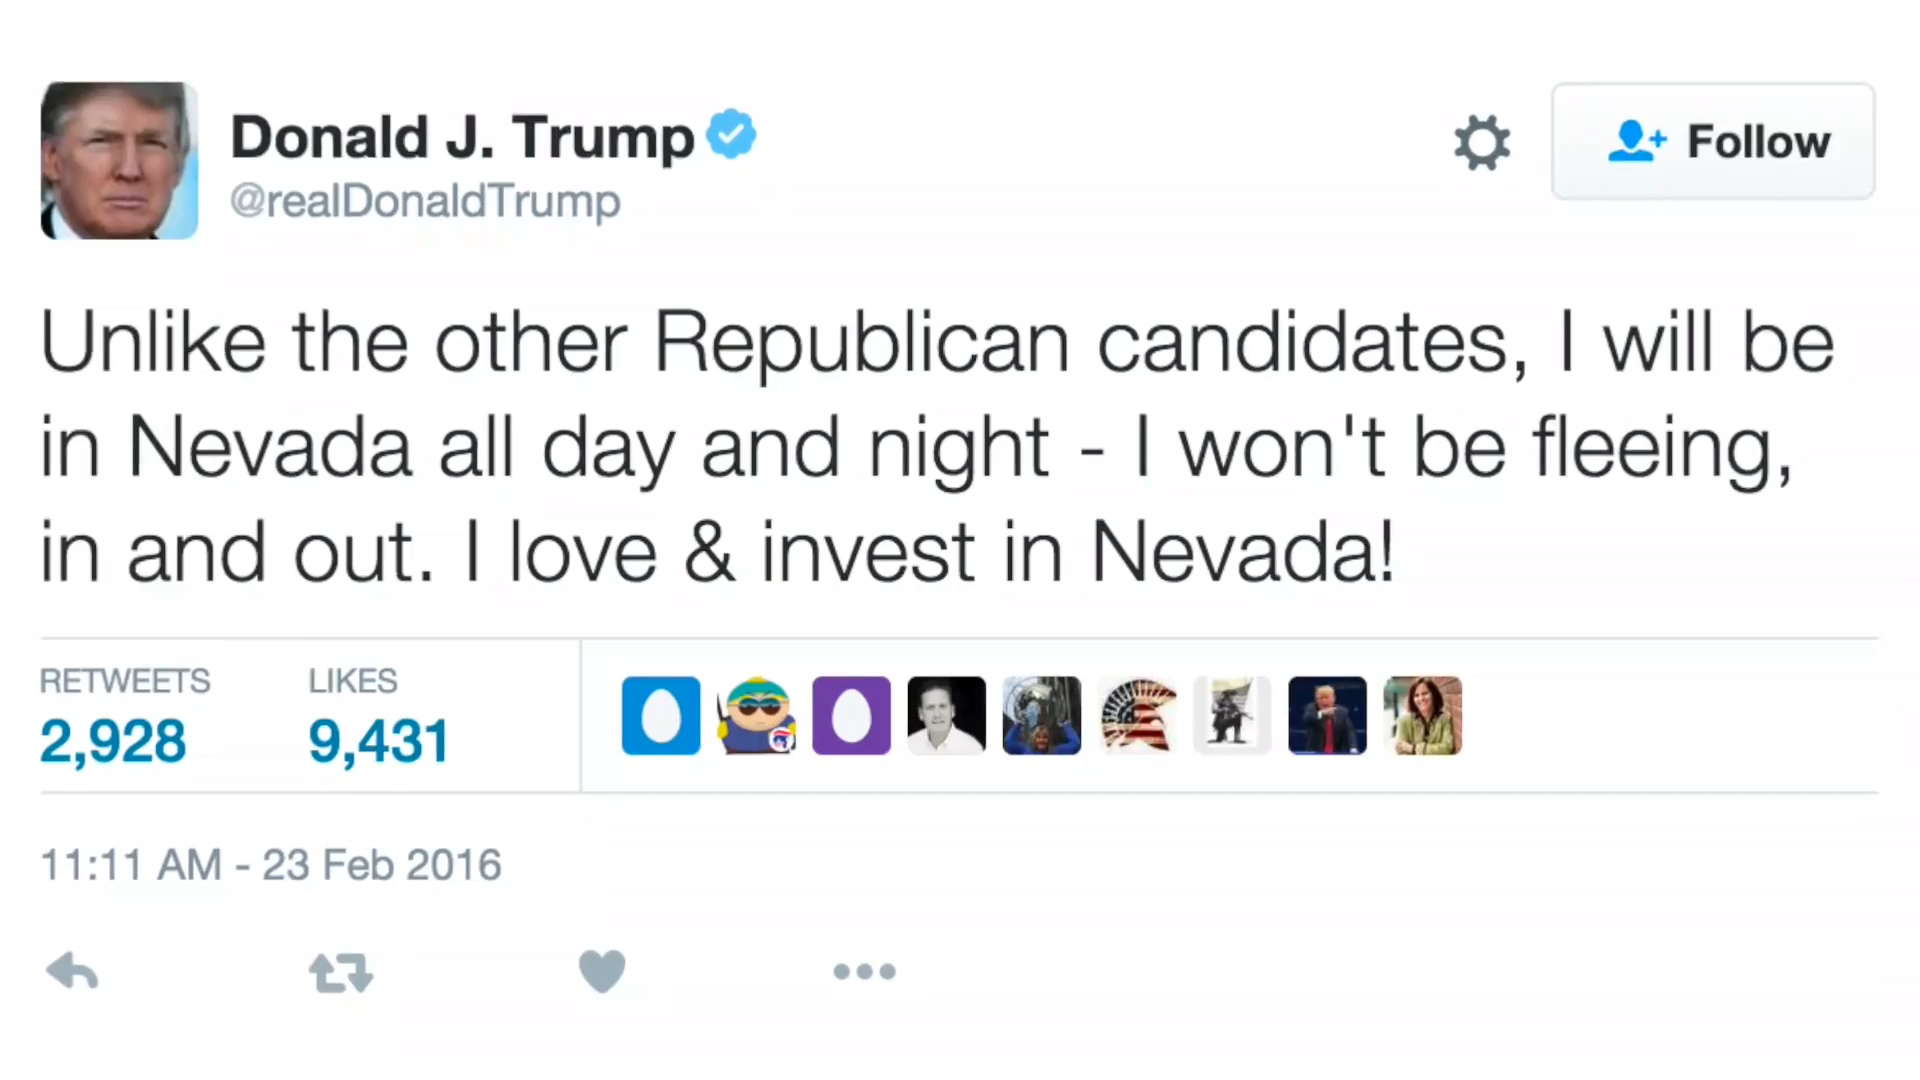 Donald J. Trump
@realDonaldTrump
Follow
Unlike the other Republican candidates, I will be
in Nevada all day and night - I won't be fleeing,
in and out. I love & invest in Nevada!
RETWEETS LIKES
2,928 9,431
11:11 AM - 23 Feb 2016